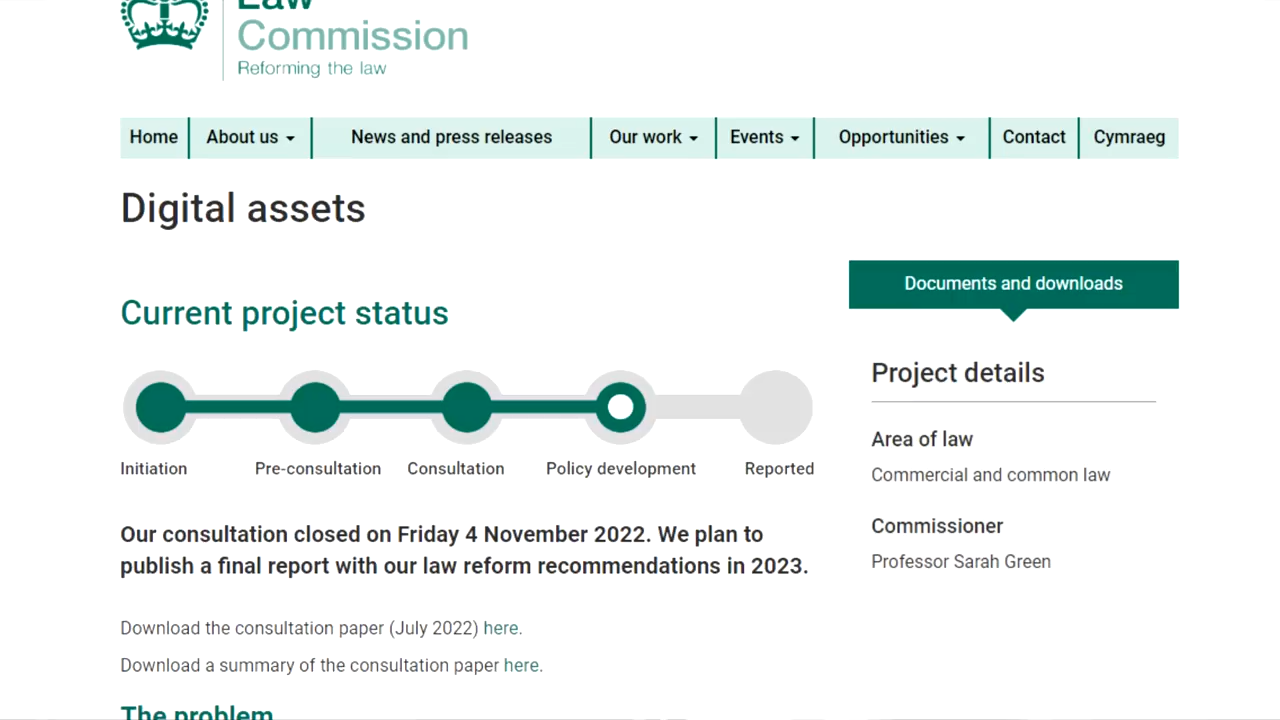 Law
Commission
Reforming the law
Home About us News and press releases Our work Events Opportunities Contact Cymraeg
Digital assets
Documents and downloads
Current project status
Initiation Pre-consultation Consultation Policy development Reported
Our consultation closed on Friday 4 November 2022. We plan to
publish a final report with our law reform recommendations in 2023.
Download the consultation paper (July 2022) here.
Download a summary of the consultation paper here.
The problem
Project details
Area of law
Commercial and common law
Commissioner
Professor Sarah Green